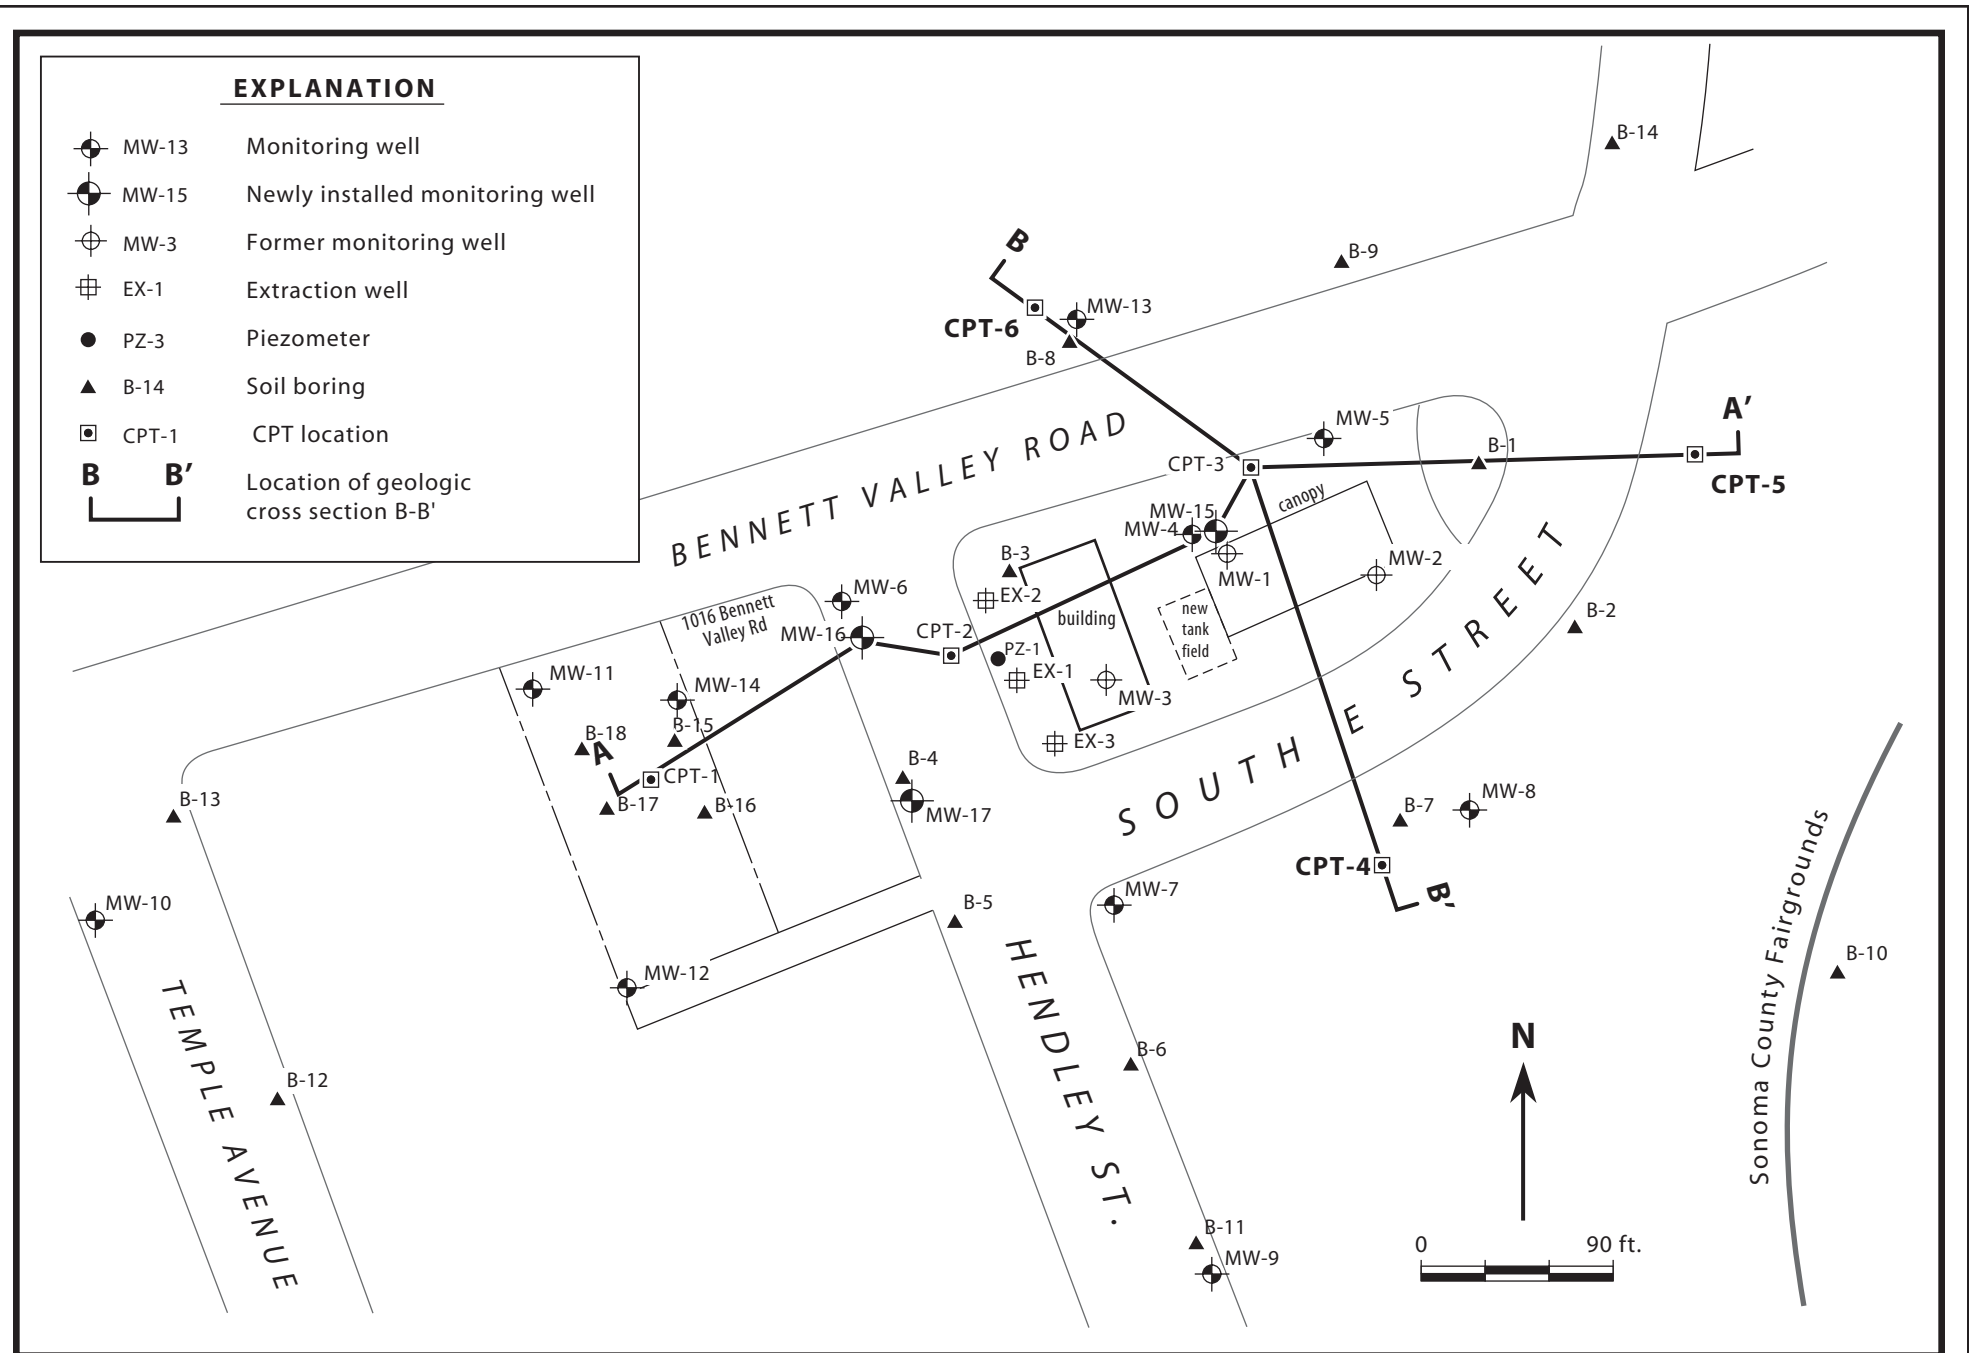 EXPLANATION
MW-13 Monitoring well
MW-15 Newly installed monitoring well
MW-3 Former monitoring well
EX-1 Extraction well
PZ-3 Piezometer
B-14 Soil boring
CPT-1 CPT location
B B' Location of geologic
cross section B-B'
B-14
B
B-9
MW-13
CPT-6
B-8
BENNETT VALLEY ROAD
MW-5
A'
CPT-3
B-1
CPT-5
canopy
MW-15
MW-4
MW-1
MW-2
B-3
EX-2
building
new
tank
field
B-2
SOUTH E STREET
MW-6
1016 Bennett
Valley Rd
MW-16
CPT-2
PZ-1
EX-1
MW-3
EX-3
MW-11
MW-14
B-15
B-18
A
CPT-1
B-17
B-16
B-4
MW-17
B-13
MW-10
MW-12
B-5
MW-7
B-7
MW-8
CPT-4
B'
Sonoma County Fairgrounds
B-10
TEMPLE AVENUE
B-12
HENDLEY ST.
B-6
B-11
MW-9
N
0 90 ft.